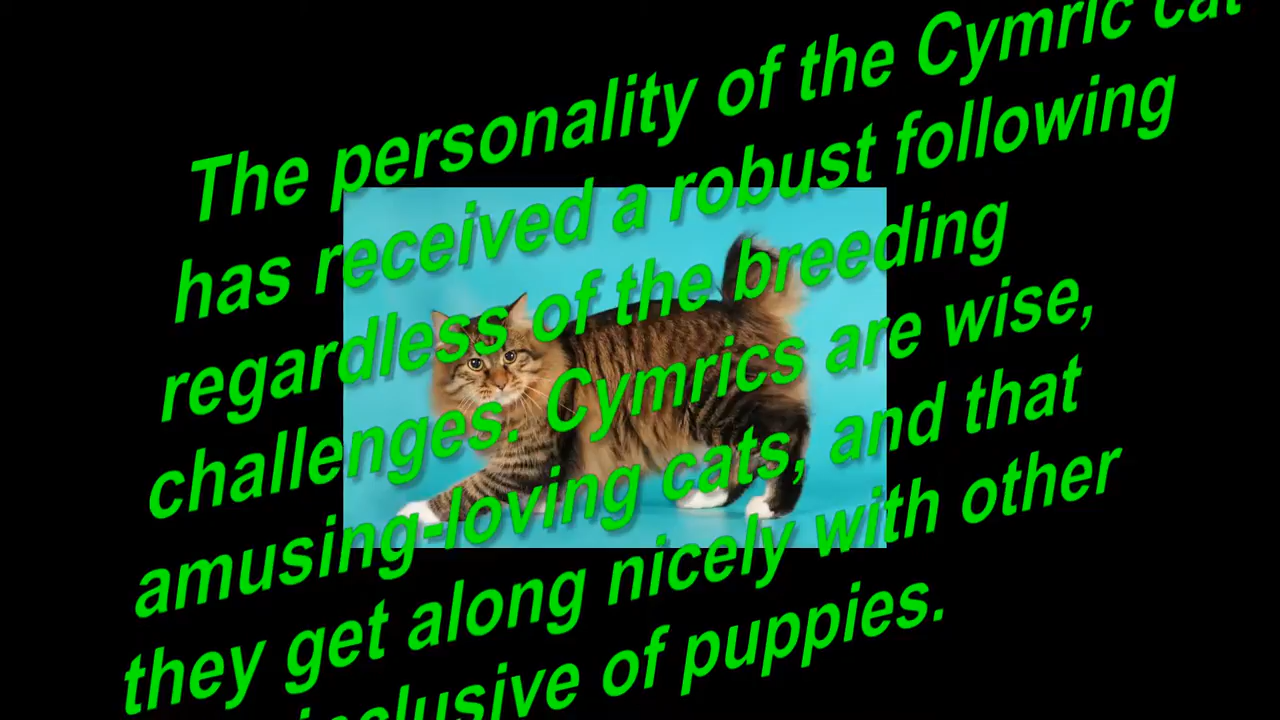 The personality of the Cymric cat
has received a robust following
regardless of the breeding
challenges. Cymrics are wise,
amusing-loving cats, and that
they get along nicely with other
inclusive of puppies.